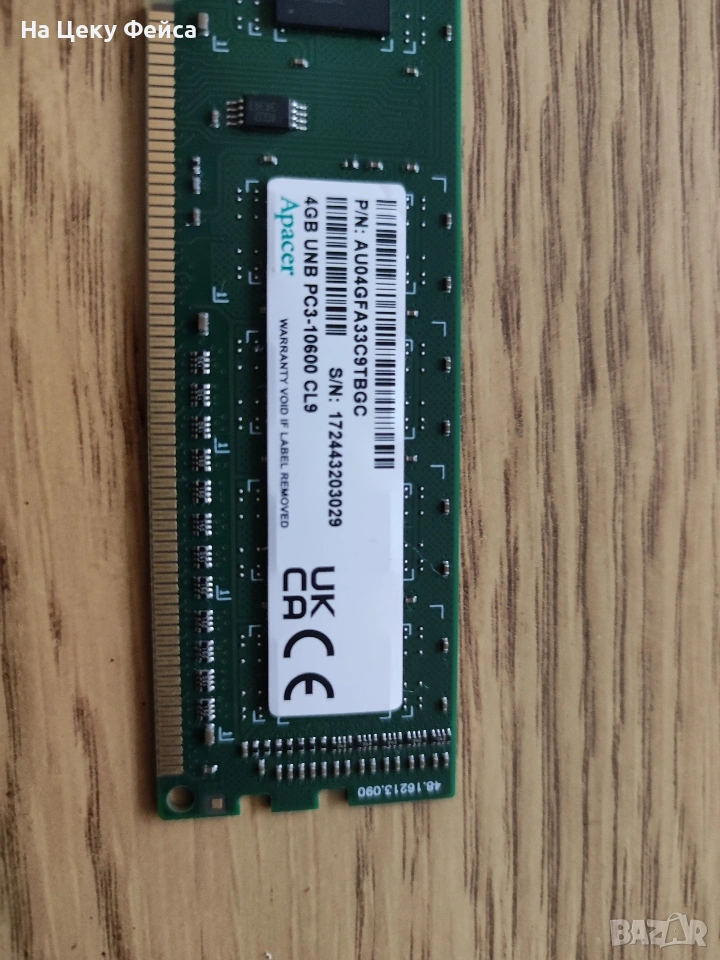 На Цеку Фейса
P/N: AU04GFA33C9TBGC
S/N: 172443203029
4GB UNB PC3-10600 CL9
Apacer
WARRANTY VOID IF LABEL REMOVED
UK
CA
CE
48.16213.090
BAZAR